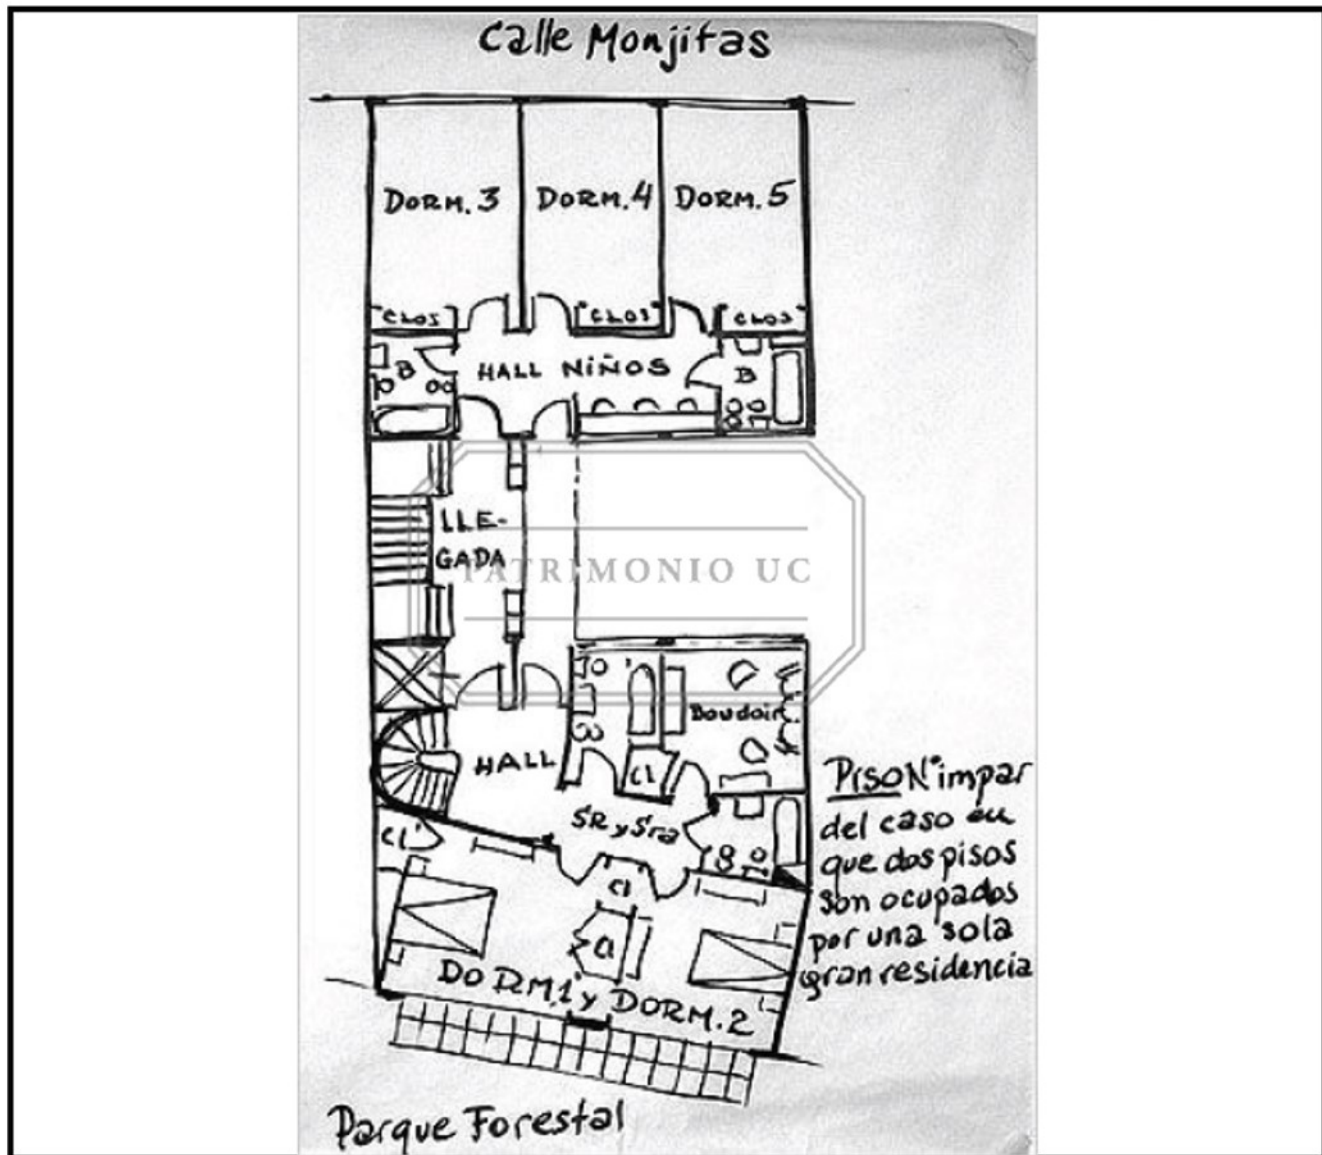 Calle Monjitas
DORM. 3 DORM. 4 DORM. 5
CLOS CLOS CLOS
B HALL NIÑOS B
LLE-
GADA
PATRIMONIO UC
Boudoir
HALL
Cl
SR y Sra
Cl
B
Cl
Cl
DORM. 1 y DORM. 2
Piso N° impar
del caso en
que dos pisos
son ocupados
por una sola
gran residencia
Parque Forestal